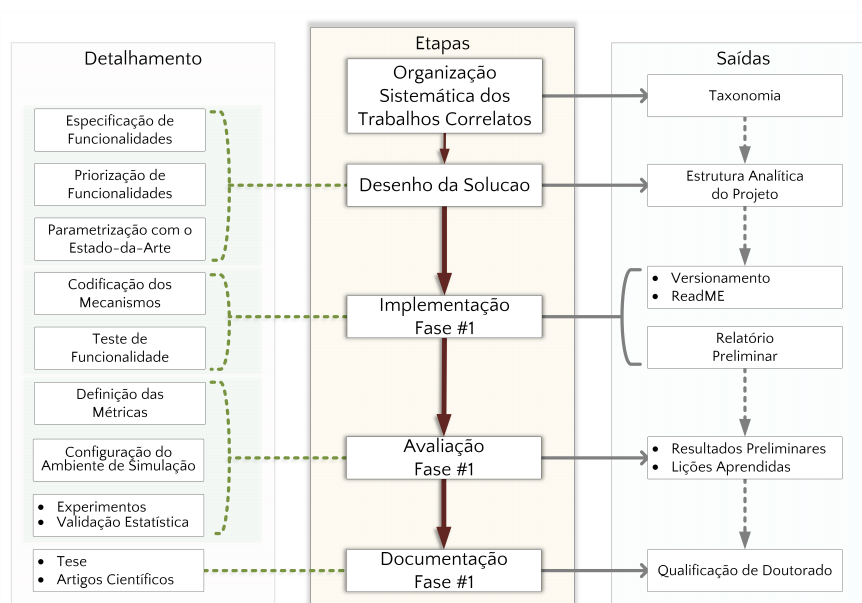 Detalhamento
Especificação de
Funcionalidades
Priorização de
Funcionalidades
Parametrização com o
Estado-da-Arte
Codificação dos
Mecanismos
Teste de
Funcionalidade
Definição das
Métricas
Configuração do
Ambiente de Simulação
• Experimentos
• Validação Estatística
• Tese
• Artigos Científicos
Etapas
Organização
Sistemática dos
Trabalhos Correlatos
Desenho da Solucao
Implementação
Fase #1
Avaliação
Fase #1
Documentação
Fase #1
Saídas
Taxonomia
Estrutura Analítica
do Projeto
• Versionamento
• ReadME
Relatório
Preliminar
• Resultados Preliminares
• Lições Aprendidas
Qualificação de Doutorado